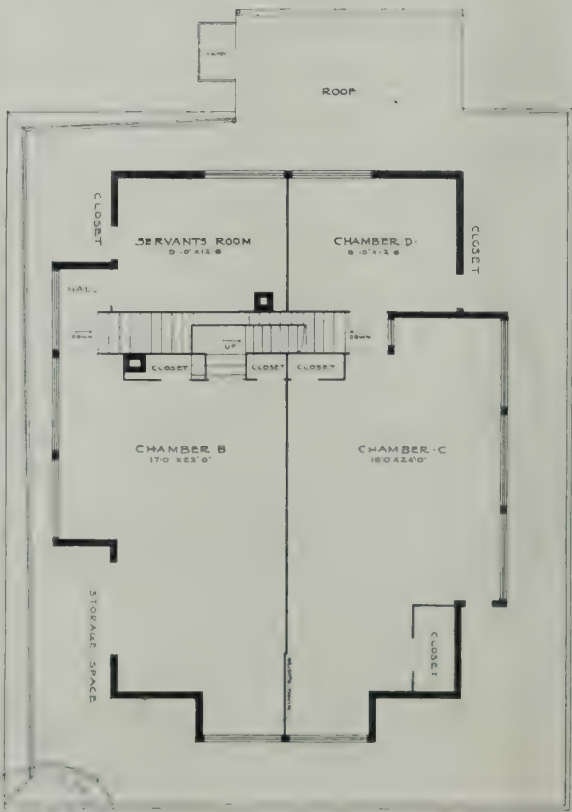 ROOF
CLOSET
SERVANTS ROOM
CHAMBER D.
CLOSET
HALL
DOWN
UP
DOWN
CLOSET
CLOSET
CLOSET
CHAMBER B
17-0 X 22'-6"
CHAMBER-C
16'0 X 24'0"
STORAGE SPACE
CLOSET